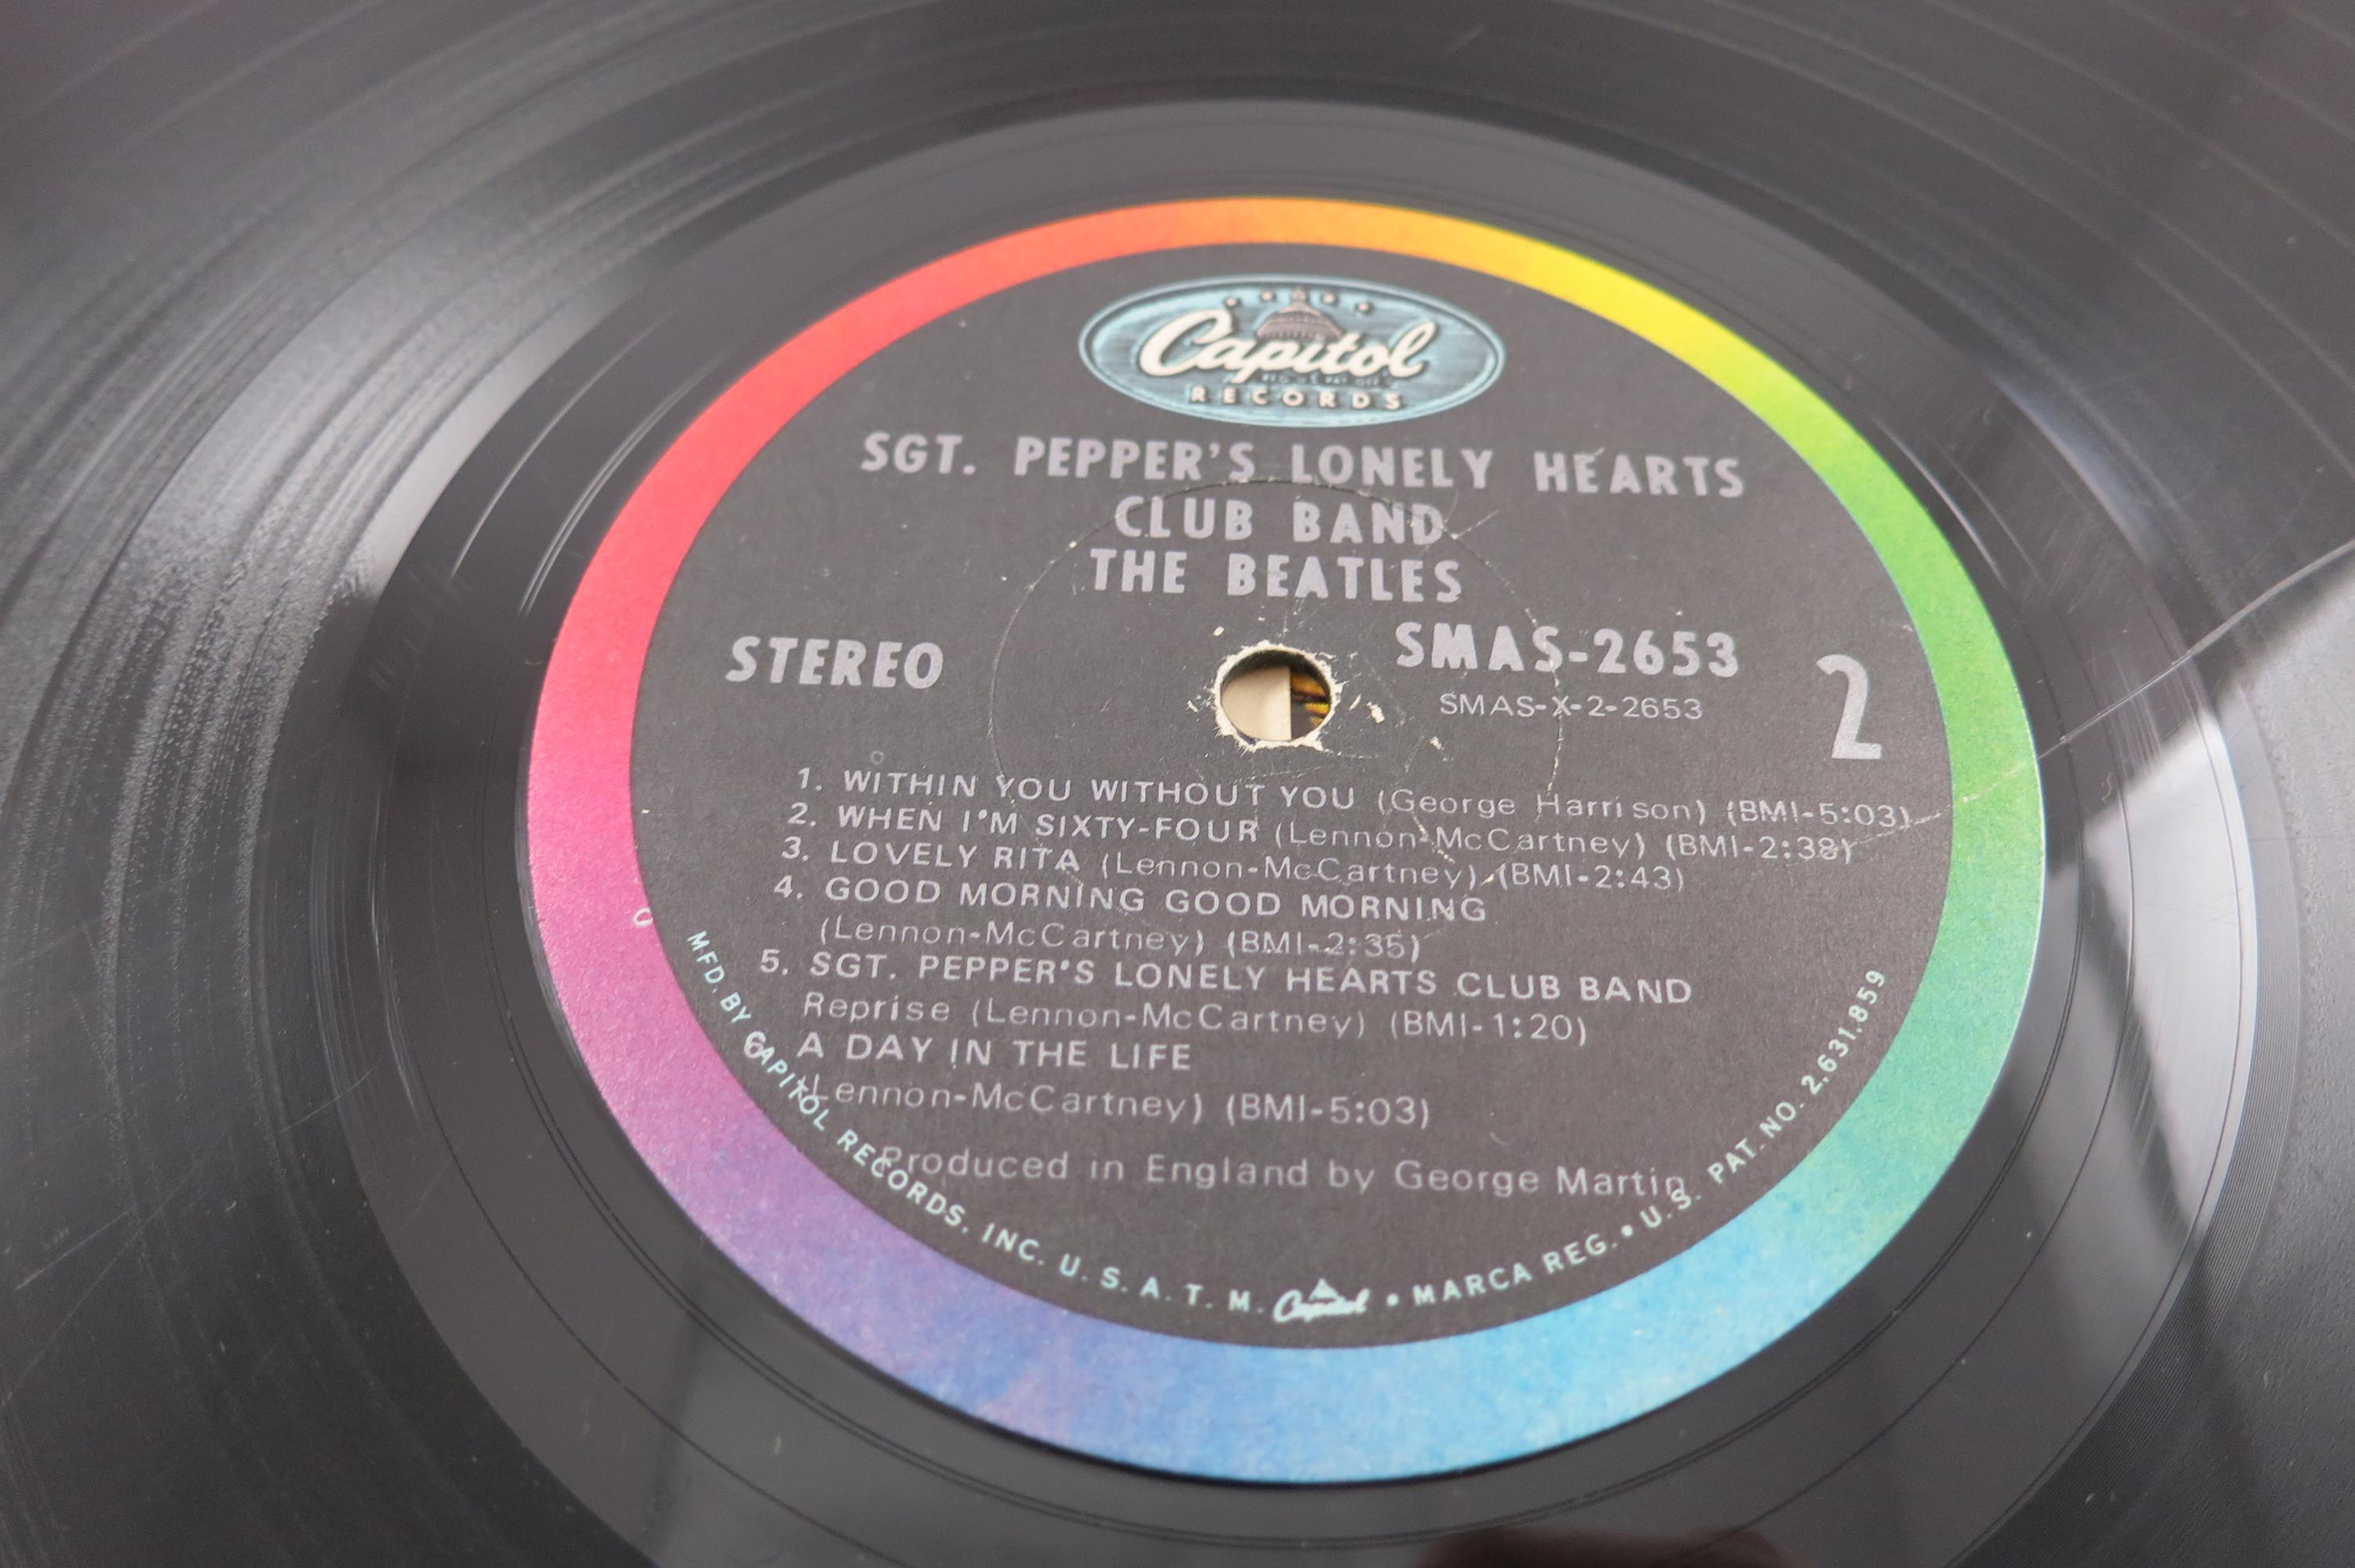 Capitol
RECORDS
SGT. PEPPER'S LONELY HEARTS
CLUB BAND
THE BEATLES
STEREO
SMAS-2653
SMAS-X-2-2653
2
1. WITHIN YOU WITHOUT YOU (George Harrison) (BMI-5:03)
2. WHEN I'M SIXTY-FOUR (Lennon-McCartney) (BMI-2:38)
3. LOVELY RITA (Lennon-McCartney) (BMI-2:43)
4. GOOD MORNING GOOD MORNING
(Lennon-McCartney) (BMI-2:35)
5. SGT. PEPPER'S LONELY HEARTS CLUB BAND
Reprise (Lennon-McCartney) (BMI-1:20)
6. A DAY IN THE LIFE
(Lennon-McCartney) (BMI-5:03)
Produced in England by George Martin
MFD. BY CAPITOL RECORDS, INC. U. S. A. T. M. Capitol • MARCA REG. • U.S. PAT. NO. 2,631,859